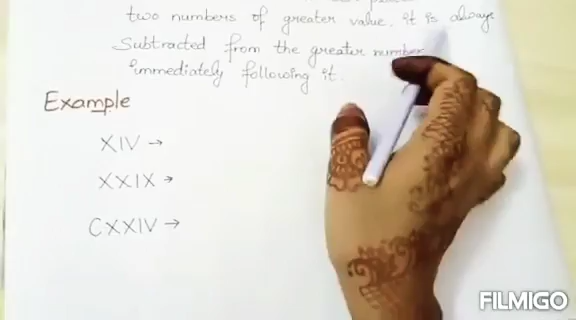 two numbers of greater value. it is always
Subtracted from the greater number
immediately following it.
Example
XIV →
XXIX →
CXXIV →
FILMIGO